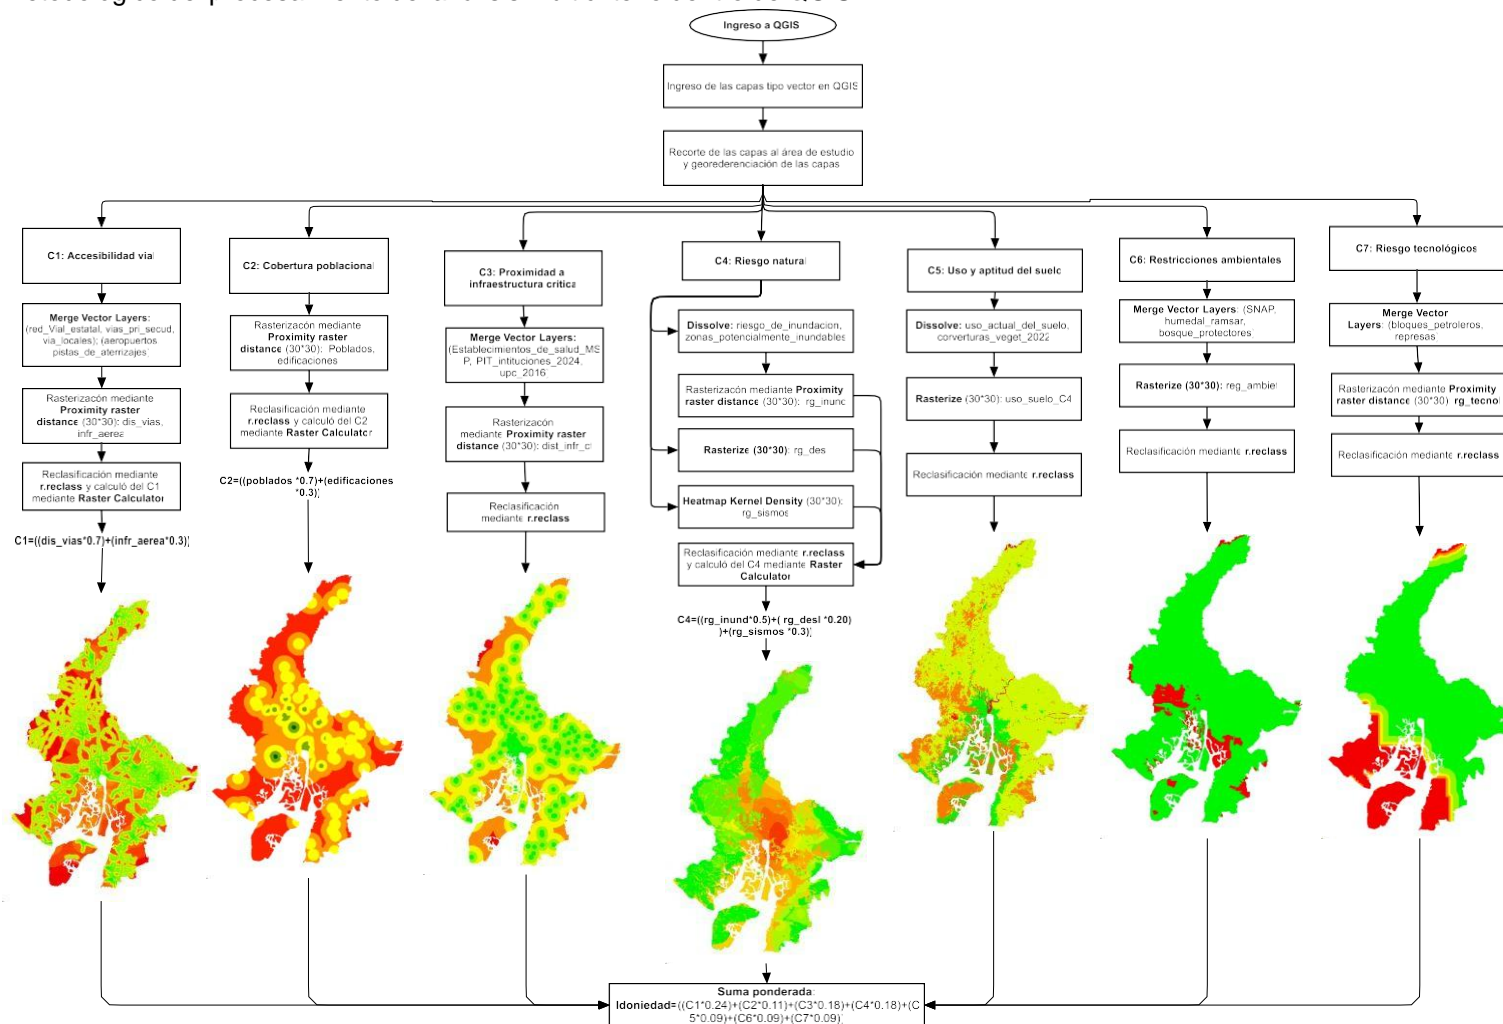 Ingreso a QGIS
Ingreso de las capas tipo vector en QGIS
Recorte de las capas al área de estudio
y georederenciación de las capas
C1: Accesibilidad vial
Merge Vector Layers:
(red_Vial_estatal, vias_pri_secud,
via_locales); (aeropuertos
pistas_de_aterrizajes)
Rasterización mediante
Proximity raster
distance (30*30): dis_vias,
infr_aerea
Reclasificación mediante
r.reclass y calculó del C1
mediante Raster Calculator
C1=((dis_vias*0.7)+(infr_aerea*0.3))
C2: Cobertura poblacional
Rasterización mediante
Proximity raster
distance (30*30): Poblados,
edificaciones
Reclasificación mediante
r.reclass y calculó del C2
mediante Raster Calculator
C2=((poblados *0.7)+(edificaciones
*0.3))
C3: Proximidad a
infraestructura critica
Merge Vector Layers:
(Establecimientos_de_salud_MS
P, PIT_intituciones_2024,
upc_2016)
Rasterización
mediante Proximity raster
distance (30*30): dist_infr_c
Reclasificación
mediante r.reclass
C4: Riesgo natural
Dissolve: riesgo_de_inundacion,
zonas_potencialmente_inundables
Rasterización mediante Proximity
raster distance (30*30): rg_inund
Rasterize (30*30): rg_des
Heatmap Kernel Density (30*30):
rg_sismos
Reclasificación mediante r.reclass
y calculó del C4 mediante Raster
Calculator
C4=((rg_inund*0.5)+( rg_desl *0.20)
)+(rg_sismos *0.3))
C5: Uso y aptitud del suelo
Dissolve: uso_actual_del_suelo,
corverturas_veget_2022
Rasterize (30*30): uso_suelo_C4
Reclasificación mediante r.reclass
C6: Restricciones ambientales
Merge Vector Layers: (SNAP,
humedal_ramsar,
bosque_protectores)
Rasterize (30*30): reg_ambie
Reclasificación mediante r.reclass
C7: Riesgo tecnológicos
Merge Vector
Layers: (bloques_petroleros,
represas)
Rasterización mediante Proximity
raster distance (30*30) rg_tecno
Reclasificación mediante r.reclass
Suma ponderada:
Idoniedad=((C1*0.24)+(C2*0.11)+(C3*0.18)+(C4*0.18)+(C
5*0.09)+(C6*0.09)+(C7*0.09))